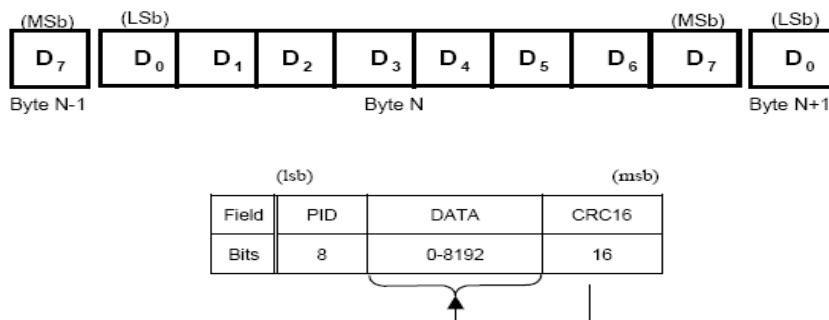 (MSb) (LSb) (MSb) (LSb)
D7 D0 D1 D2 D3 D4 D5 D6 D7 D0
Byte N-1 Byte N Byte N+1
(lsb) (msb)
Field PID DATA CRC16
Bits 8 0-8192 16